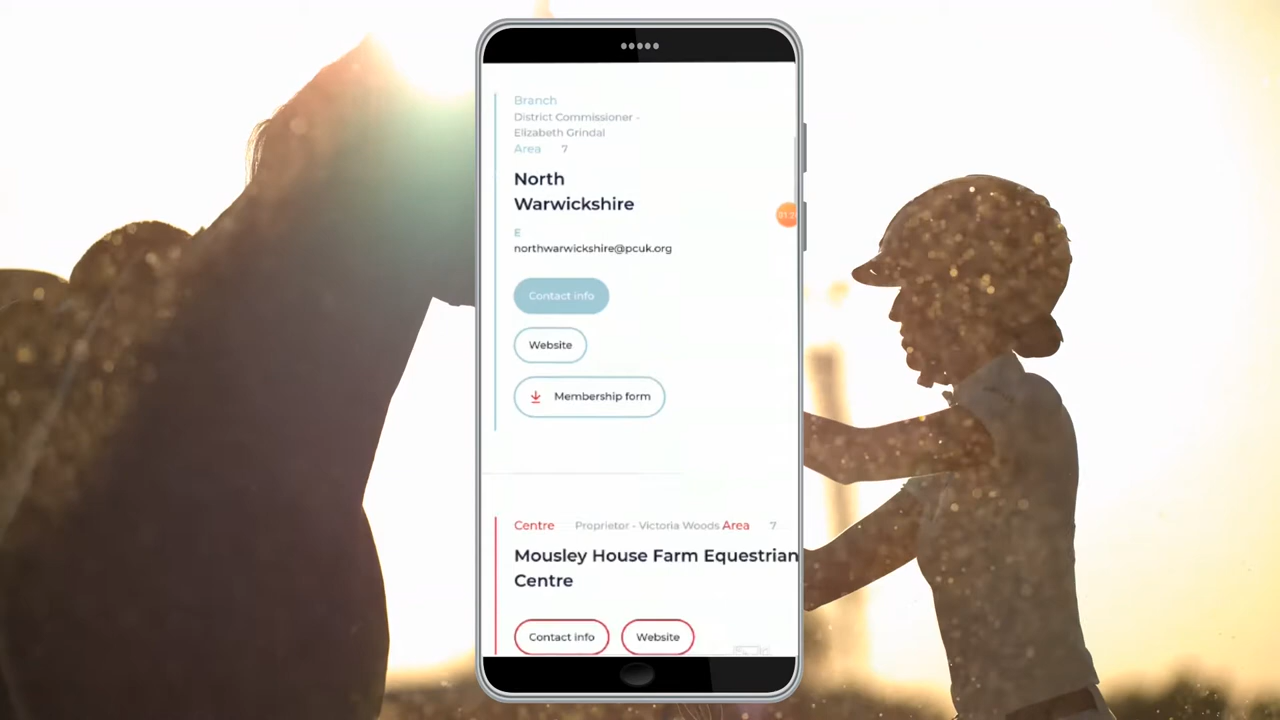 Branch
District Commissioner -
Elizabeth Grindal
Area 7
North
Warwickshire
E
northwarwickshire@pcuk.org
Contact info
Website
Membership form
Centre Proprietor - Victoria Woods Area 7
Mousley House Farm Equestrian
Centre
Contact info Website